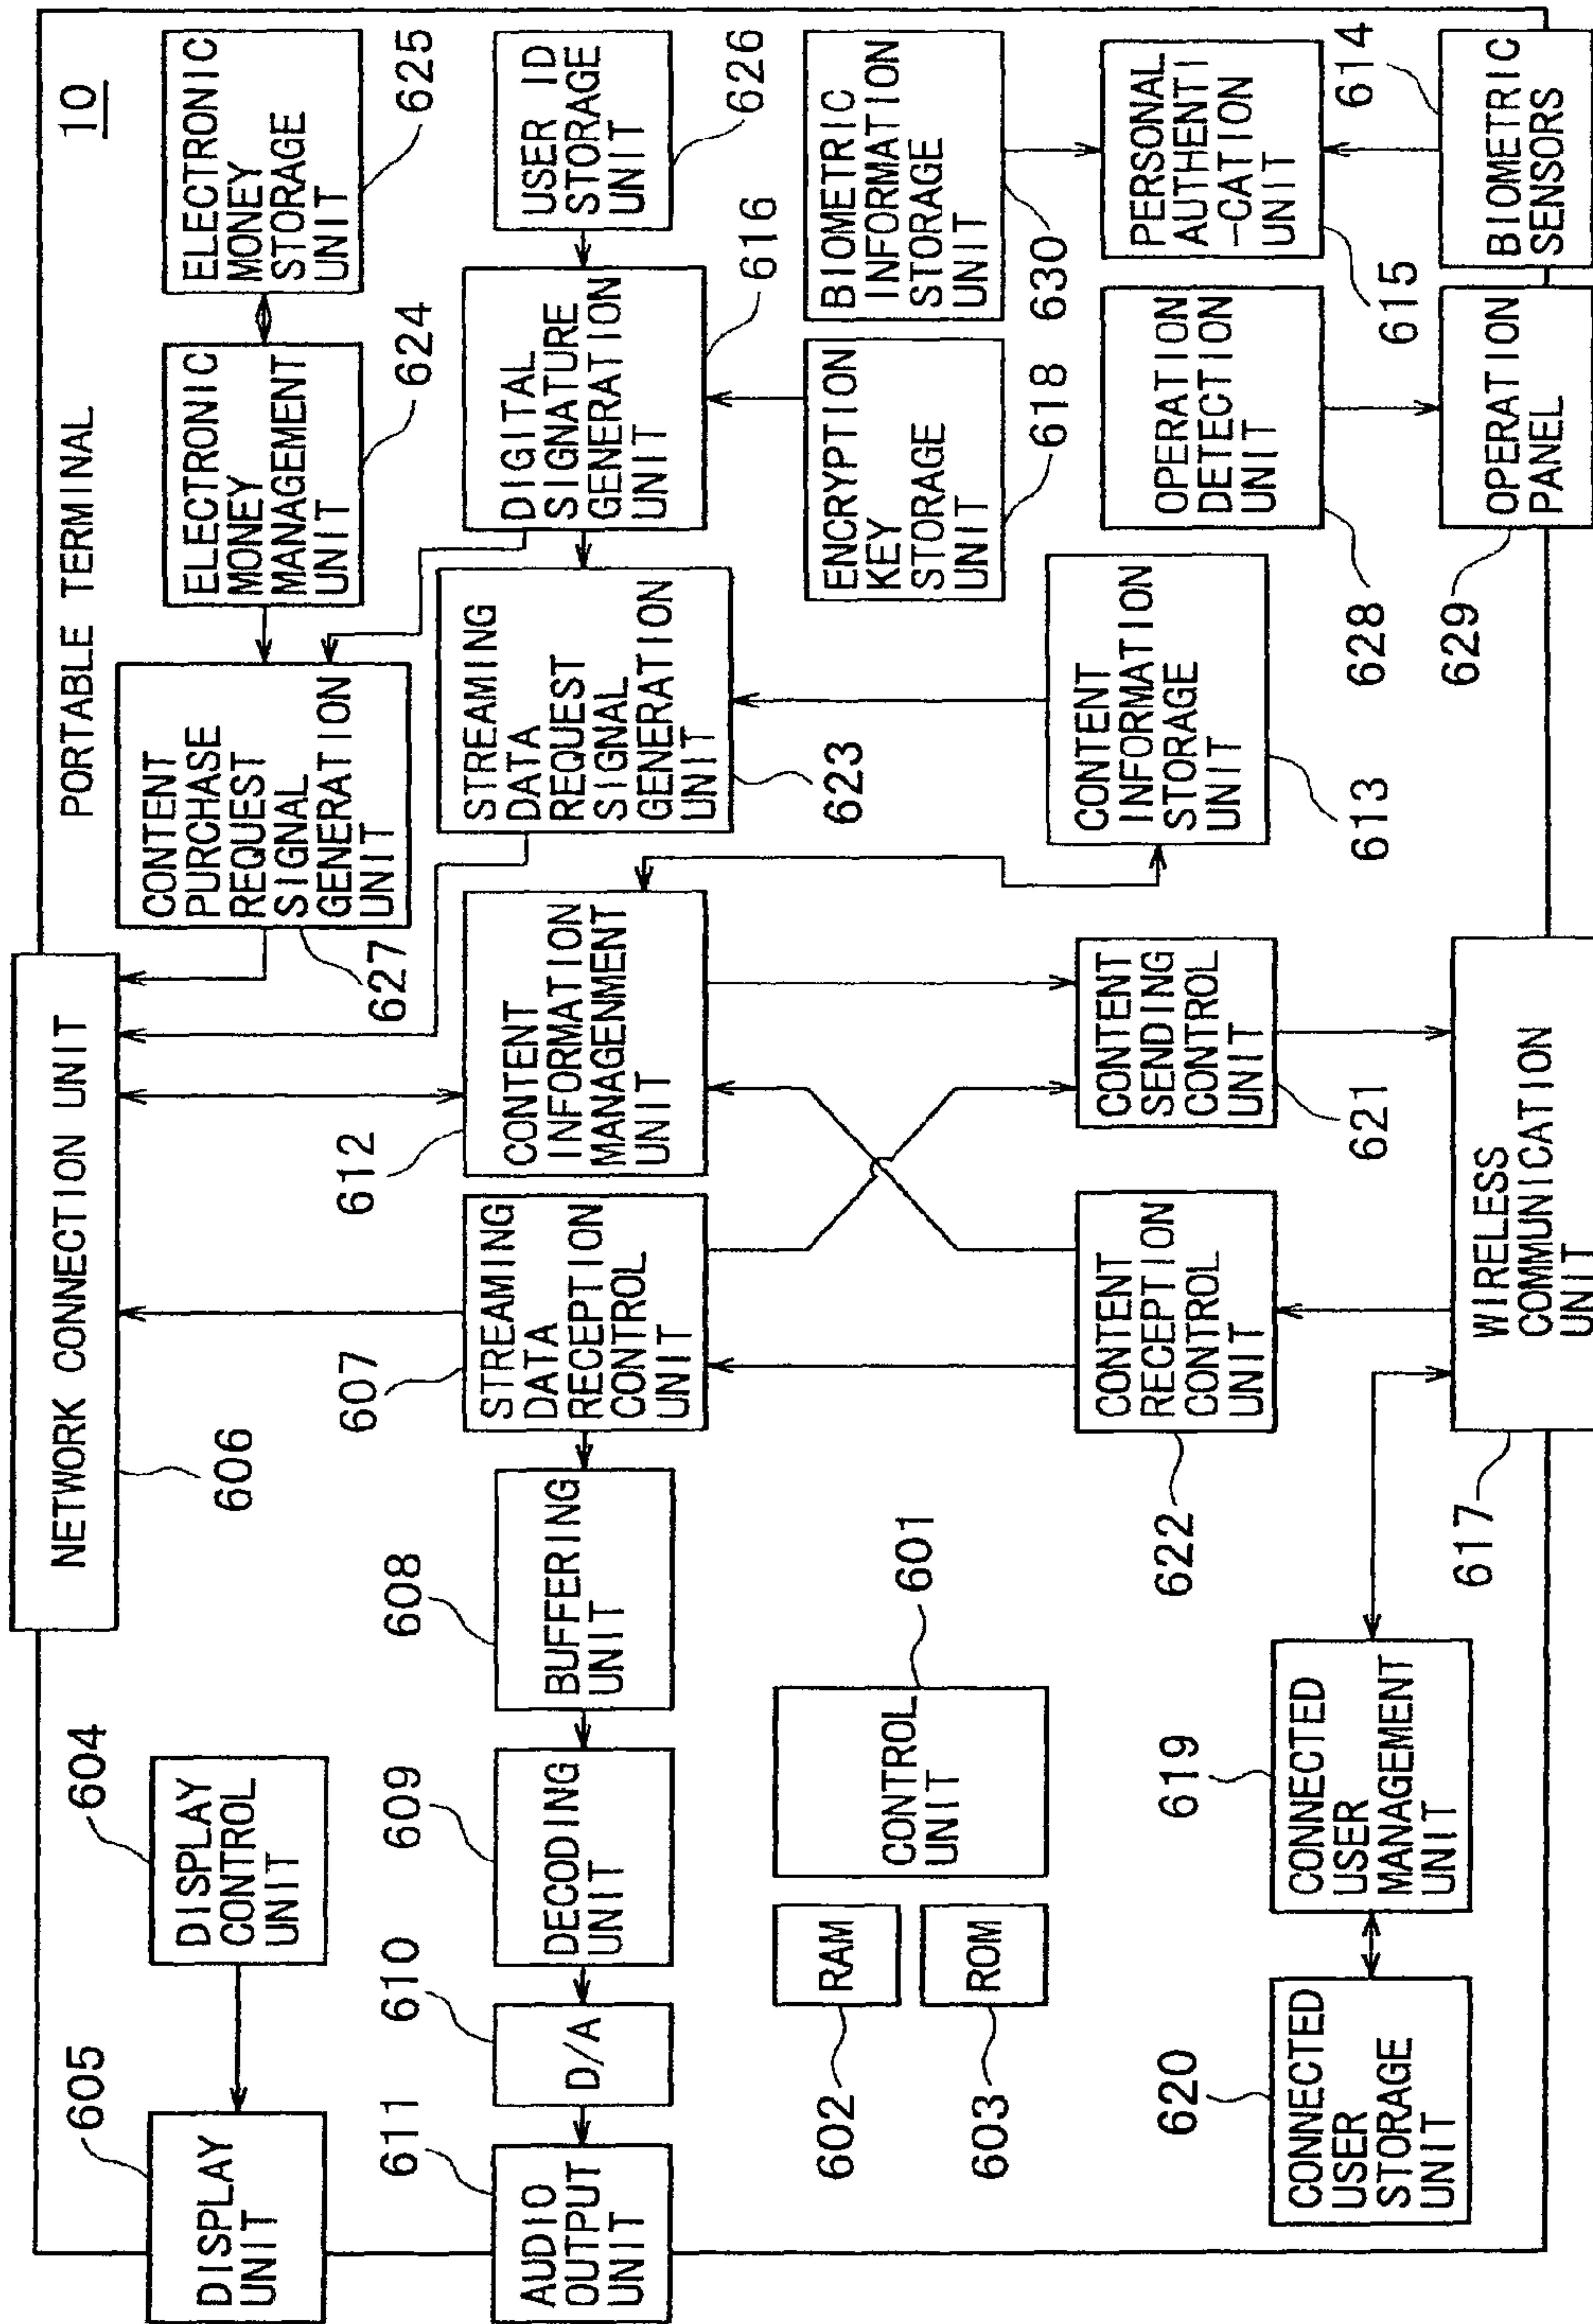 10
PORTABLE TERMINAL
NETWORK CONNECTION UNIT
606
DISPLAY
UNIT
605
DISPLAY
CONTROL
UNIT
604
CONTENT
PURCHASE
REQUEST
SIGNAL
GENERATION
UNIT
627
ELECTRONIC
MONEY
MANAGEMENT
UNIT
624
ELECTRONIC
MONEY
STORAGE
UNIT
625
AUDIO
OUTPUT
UNIT
611
D/A
610
DECODING
UNIT
609
BUFFERING
UNIT
608
STREAMING
DATA
RECEPTION
CONTROL
UNIT
607
CONTENT
INFORMATION
MANAGENMENT
UNIT
612
STREAMING
DATA
REQUEST
SIGNAL
GENERATION
UNIT
623
DIGITAL
SIGNATURE
GENERATION
UNIT
616
USER ID
STORAGE
UNIT
626
RAM
602
ROM
603
CONTROL
UNIT
601
ENCRYPTION
KEY
STORAGE
UNIT
618
BIOMETRIC
INFORMATION
STORAGE
UNIT
630
CONTENT
RECEPTION
CONTROL
UNIT
622
CONTENT
SENDING
CONTROL
UNIT
621
CONTENT
INFORMATION
STORAGE
UNIT
613
OPERATION
DETECTION
UNIT
628
PERSONAL
AUTHENTI
-CATION
UNIT
615
CONNECTED
USER
STORAGE
UNIT
620
CONNECTED
USER
MANAGEMENT
UNIT
619
WIRELESS
COMMUNICATION
UNIT
617
OPERATION
PANEL
629
BIOMETRIC
SENSORS
614